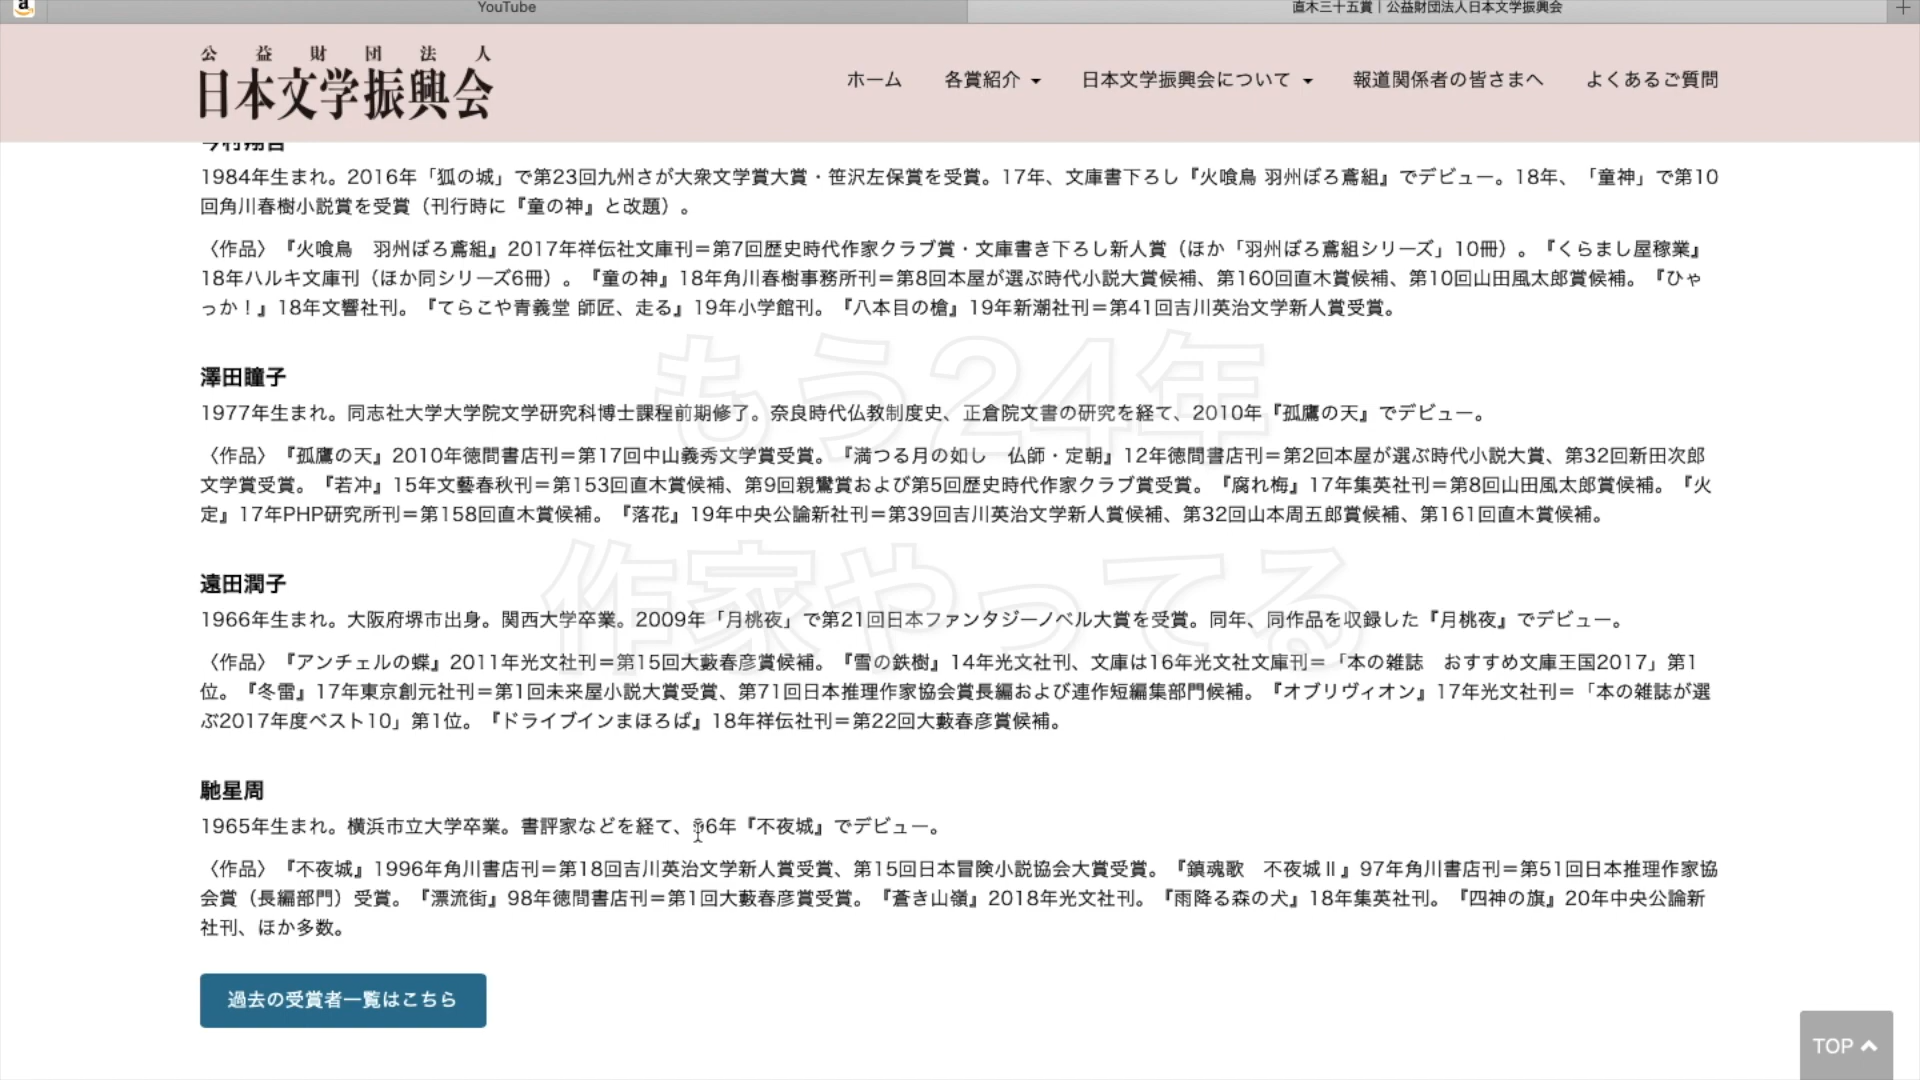 YouTube
直木三十五賞｜公益財団法人日本文学振興会
公益財団法人
日本文学振興会
ホーム
各賞紹介
日本文学振興会について
報道関係者の皆さまへ
よくあるご質問
今村翔吾
1984年生まれ。2016年「狐の城」で第23回九州さが大衆文学賞大賞・笹沢左保賞を受賞。17年、文庫書下ろし『火喰鳥 羽州ぼろ鳶組』でデビュー。18年、「童神」で第10
回角川春樹小説賞を受賞（刊行時に『童の神』と改題）。
〈作品〉『火喰鳥　羽州ぼろ鳶組』2017年祥伝社文庫刊＝第7回歴史時代作家クラブ賞・文庫書き下ろし新人賞（ほか「羽州ぼろ鳶組シリーズ」10冊）。『くらまし屋稼業』
18年ハルキ文庫刊（ほか同シリーズ6冊）。『童の神』18年角川春樹事務所刊＝第8回本屋が選ぶ時代小説大賞候補、第160回直木賞候補、第10回山田風太郎賞候補。『ひゃ
っか！』18年文響社刊。『てらこや青義堂 師匠、走る』19年小学館刊。『八本目の槍』19年新潮社刊＝第41回吉川英治文学新人賞受賞。
もう24年
澤田瞳子
1977年生まれ。同志社大学大学院文学研究科博士課程前期修了。奈良時代仏教制度史、正倉院文書の研究を経て、2010年『孤鷹の天』でデビュー。
〈作品〉『孤鷹の天』2010年徳間書店刊＝第17回中山義秀文学賞受賞。『満つる月の如し　仏師・定朝』12年徳間書店刊＝第2回本屋が選ぶ時代小説大賞、第32回新田次郎
文学賞受賞。『若冲』15年文藝春秋刊＝第153回直木賞候補、第9回親鸞賞および第5回歴史時代作家クラブ賞受賞。『腐れ梅』17年集英社刊＝第8回山田風太郎賞候補。『火
定』17年PHP研究所刊＝第158回直木賞候補。『落花』19年中央公論新社刊＝第39回吉川英治文学新人賞候補、第32回山本周五郎賞候補、第161回直木賞候補。
作家やってる
遠田潤子
1966年生まれ。大阪府堺市出身。関西大学卒業。2009年「月桃夜」で第21回日本ファンタジーノベル大賞を受賞。同年、同作品を収録した『月桃夜』でデビュー。
〈作品〉『アンチェルの蝶』2011年光文社刊＝第15回大藪春彦賞候補。『雪の鉄樹』14年光文社刊、文庫は16年光文社文庫刊＝「本の雑誌　おすすめ文庫王国2017」第1
位。『冬雷』17年東京創元社刊＝第1回未来屋小説大賞受賞、第71回日本推理作家協会賞長編および連作短編集部門候補。『オブリヴィオン』17年光文社刊＝「本の雑誌が選
ぶ2017年度ベスト10」第1位。『ドライブインまほろば』18年祥伝社刊＝第22回大藪春彦賞候補。
馳星周
1965年生まれ。横浜市立大学卒業。書評家などを経て、96年『不夜城』でデビュー。
〈作品〉『不夜城』1996年角川書店刊＝第18回吉川英治文学新人賞受賞、第15回日本冒険小説協会大賞受賞。『鎮魂歌　不夜城Ⅱ』97年角川書店刊＝第51回日本推理作家協
会賞（長編部門）受賞。『漂流街』98年徳間書店刊＝第1回大藪春彦賞受賞。『蒼き山嶺』2018年光文社刊。『雨降る森の犬』18年集英社刊。『四神の旗』20年中央公論新
社刊、ほか多数。
過去の受賞者一覧はこちら
TOP